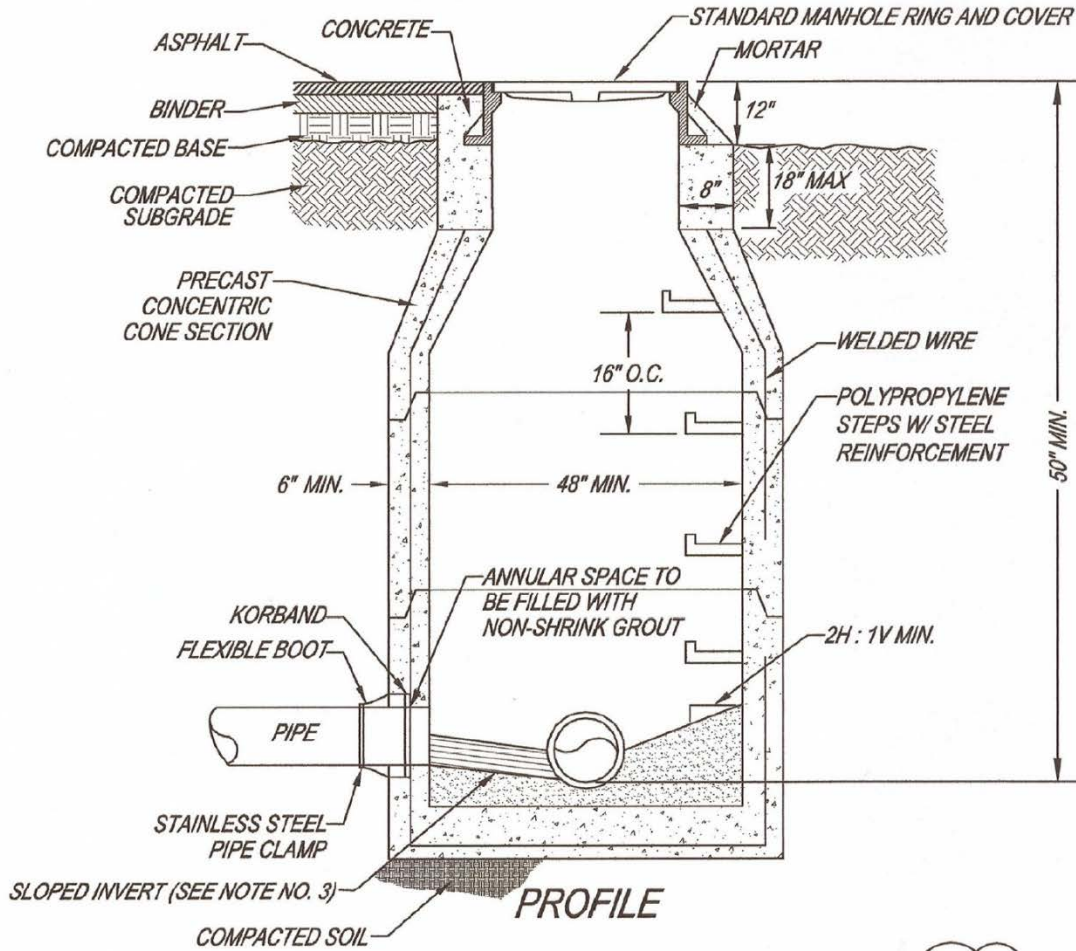 STANDARD MANHOLE RING AND COVER
CONCRETE
MORTAR
ASPHALT
BINDER
12"
COMPACTED BASE
18" MAX
8"
COMPACTED
SUBGRADE
PRECAST
CONCENTRIC
CONE SECTION
WELDED WIRE
16" O.C.
POLYPROPYLENE
STEPS W/ STEEL
REINFORCEMENT
6" MIN.
48" MIN.
50" MIN.
ANNULAR SPACE TO
BE FILLED WITH
NON-SHRINK GROUT
KORBAND
FLEXIBLE BOOT
2H : 1V MIN.
PIPE
STAINLESS STEEL
PIPE CLAMP
SLOPED INVERT (SEE NOTE NO. 3)
COMPACTED SOIL
PROFILE